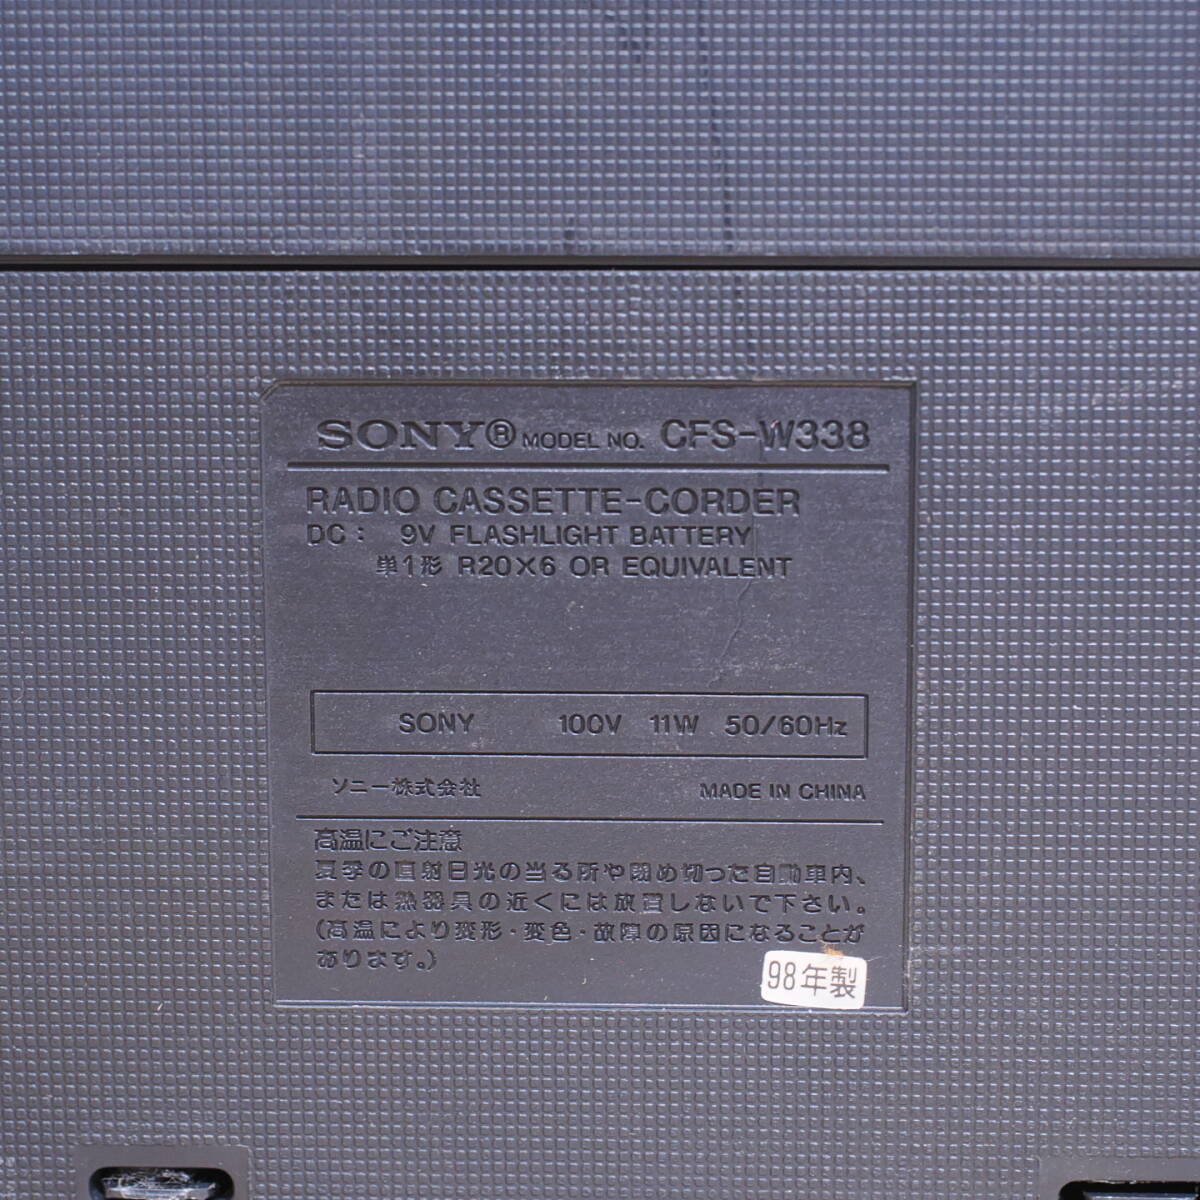 SONY® MODEL NO. CFS-W338
RADIO CASSETTE-CORDER
DC: 9V FLASHLIGHT BATTERY
単1形 R20×6 OR EQUIVALENT
SONY 100V 11W 50/60Hz
ソニー株式会社 MADE IN CHINA
高温にご注意
夏季の直射日光の当る所や閉め切った自動車内、
または熱器具の近くには放置しないで下さい。
(高温により変形・変色・故障の原因になることが
あります。)
98年製